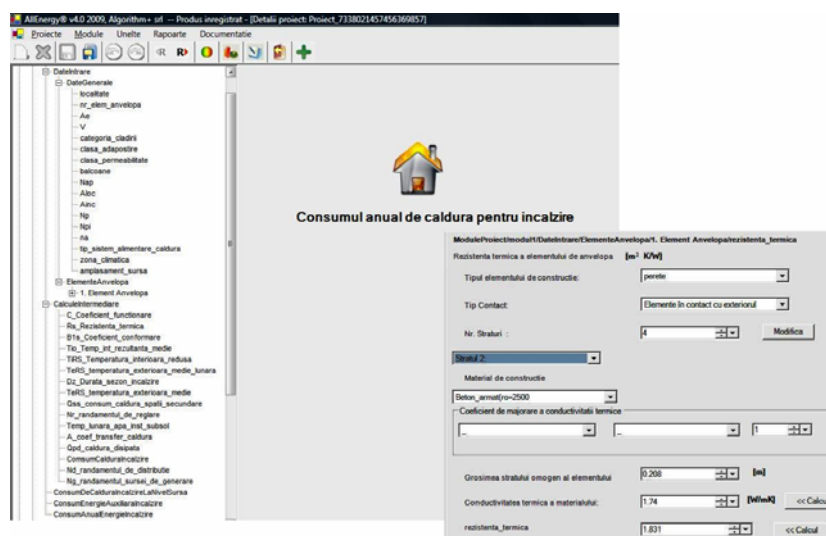 AllEnergy® v4.0 2009, Algorithm+ srl -- Produs inregistrat - [Detalii proiect: Proiect_7338021457456369857]
Proiecte Module Unelte Rapoarte Documentatie
R R
DateIntrare
DateGenerale
localitate
nr_elem_anvelopa
Ae
V
categoria_cladirii
clasa_adapostire
clasa_permeabilitate
balcoane
Nap
Aloc
Ainc
Np
Npi
na
tip_sistem_alimentare_caldura
zona_climatica
amplasament_sursa
ElementeAnvelopa
1. Element Anvelopa
CalculeIntermediare
C_Coeficient_functionare
Rs_Rezistenta_termica
B1s_Coeficient_conformare
Tio_Temp_int_rezultanta_medie
TiRS_Temperatura_interioara_redusa
TeRS_temperatura_exterioara_medie_lunara
Dz_Durata_sezon_incalzire
TeRS_temperatura_exterioara_medie
Qss_consum_caldura_spatii_secundare
Nr_randamentul_de_reglare
Temp_lunara_apa_inst_subsol
A_coef_transfer_caldura
Qpd_caldura_disipata
ComsumCalduraIncalzire
Nd_randamentul_de_distributie
Ng_randamentul_sursei_de_generare
ConsumDeCalduraIncalzireLaNivelSursa
ConsumEnergieAuxiliaraIncalzire
ConsumAnualEnergieIncalzire
Consumul anual de caldura pentru incalzire
ModuleProiect/modul1/DateIntrare/ElementeAnvelopa/1. Element Anvelopa/rezistenta_termica
Rezistenta termica a elementului de anvelopa [m² K/W]
Tipul elementului de constructie: perete
Tip Contact: Elemente în contact cu exteriorul
Nr. Straturi : 4 Modifica
Stratul 2:
Material de constructie
Beton_armat(ro=2500
Coeficient de majorare a conductivitatii termice
_ _ 1
Grosimea stratului omogen al elementului 0.208 [m]
Conductivitatea termica a materialului: 1.74 [W/mK] << Calcul
rezistenta_termica 1.831 << Calcul